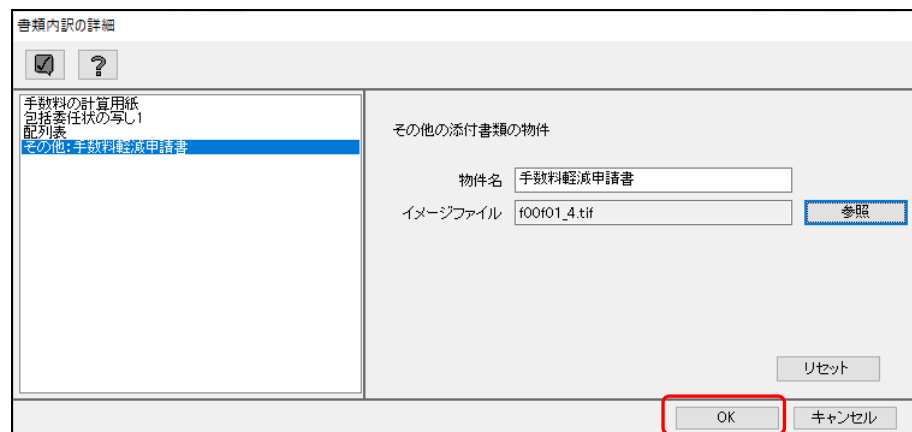 書類内訳の詳細
?
手数料の計算用紙
包括委任状の写し1
配列表
その他:手数料軽減申請書
その他の添付書類の物件
物件名 手数料軽減申請書
イメージファイル f00f01_4.tif 参照
リセット
OK キャンセル